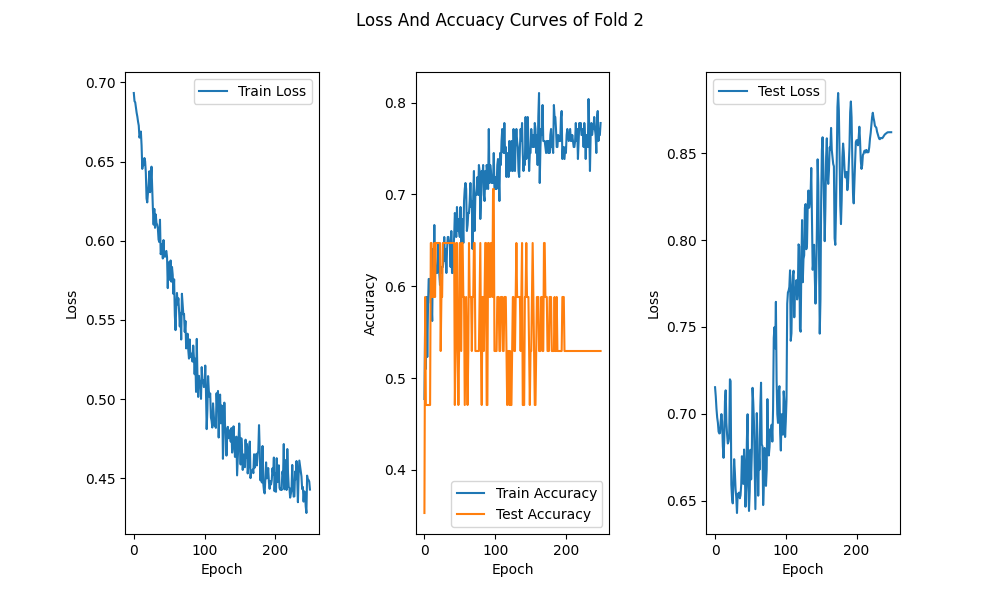 Loss And Accuacy Curves of Fold 2
Loss
0.70
0.65
0.60
0.55
0.50
0.45
0 100 200
Epoch
Train Loss
Accuracy
0.8
0.7
0.6
0.5
0.4
0 100 200
Epoch
Train Accuracy
Test Accuracy
Loss
0.85
0.80
0.75
0.70
0.65
0 100 200
Epoch
Test Loss